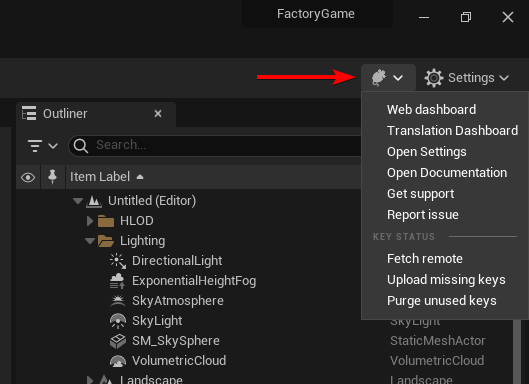 FactoryGame
Settings
Outliner
Search...
Item Label
Untitled (Editor)
HLOD
Lighting
DirectionalLight
ExponentialHeightFog
SkyAtmosphere
SkyLight
SkyLight
SM_SkySphere
StaticMeshActor
VolumetricCloud
VolumetricCloud
Landscape
Landscape
Web dashboard
Translation Dashboard
Open Settings
Open Documentation
Get support
Report issue
KEY STATUS
Fetch remote
Upload missing keys
Purge unused keys